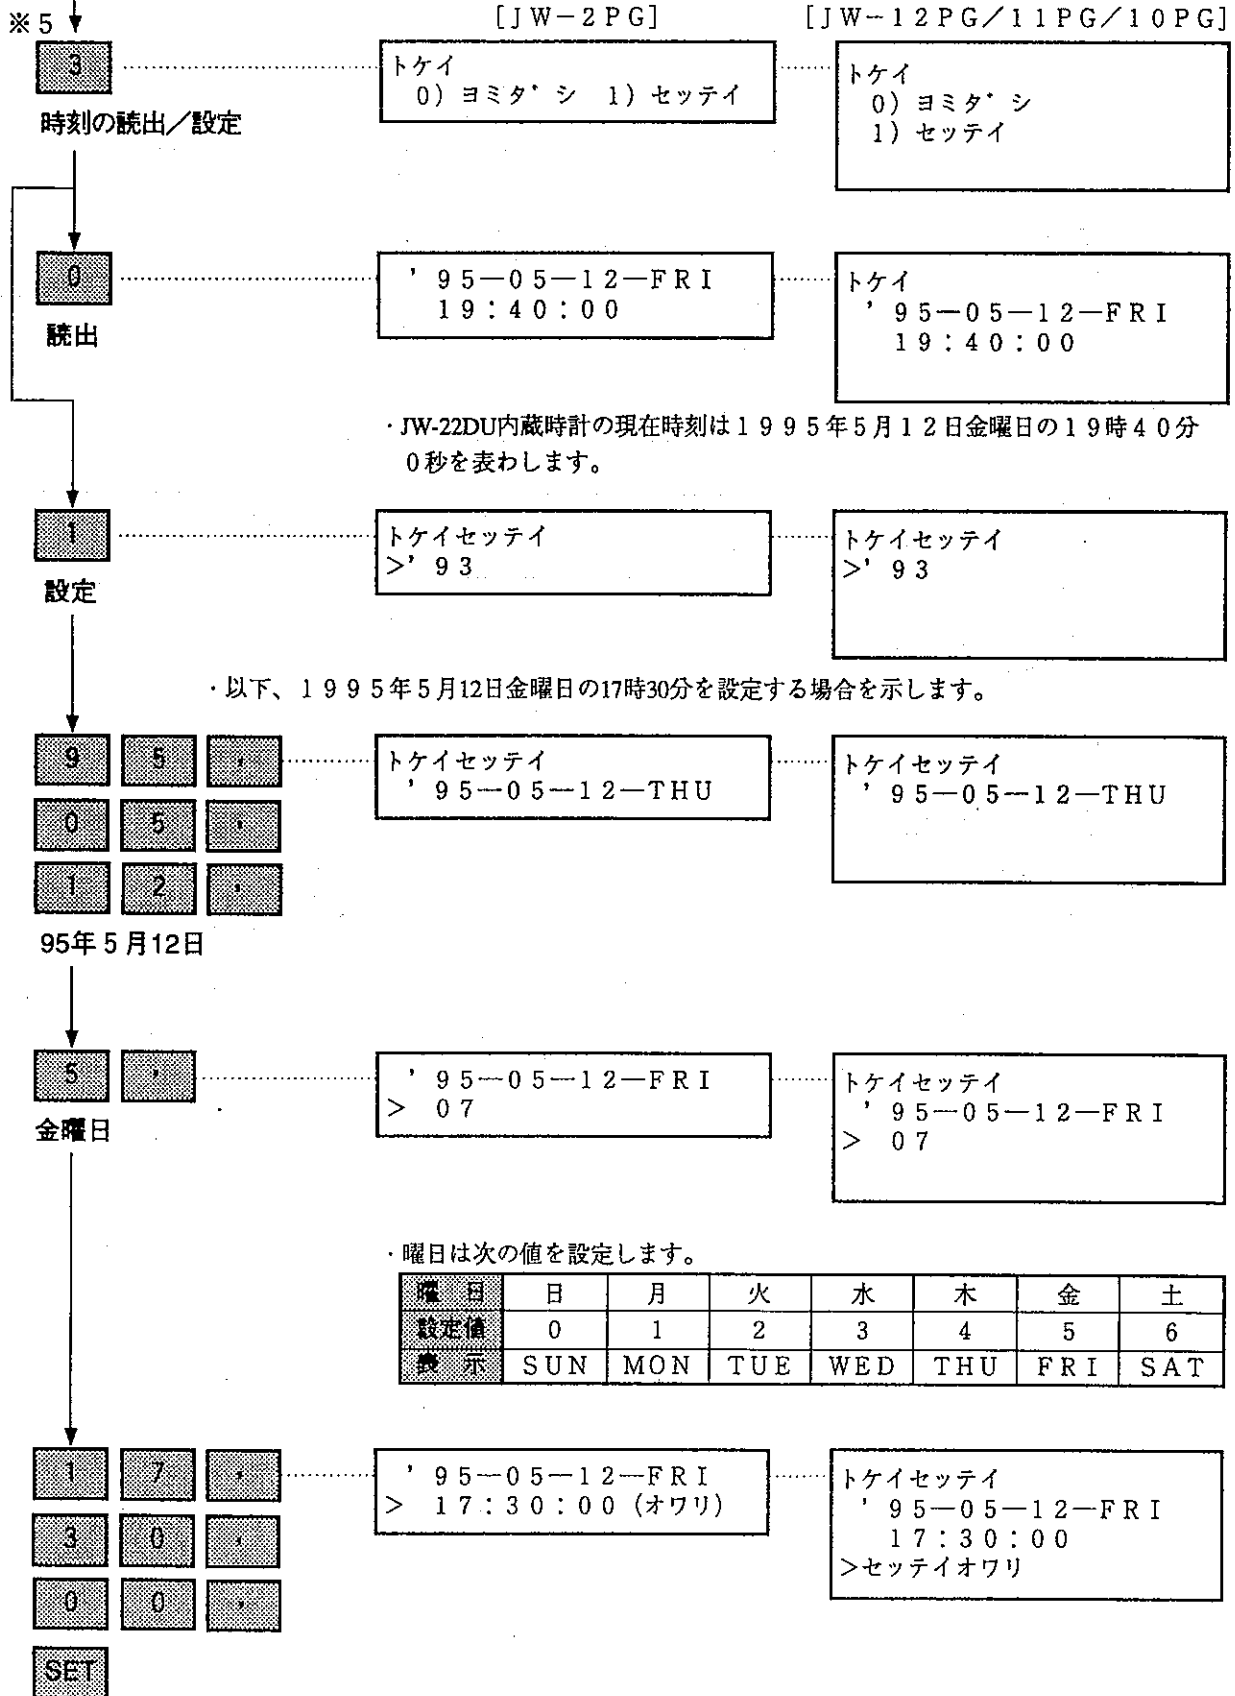 ※5 [JW-2PG] [JW-12PG/11PG/10PG]
3
時刻の読出/設定
トケイ
0) ヨミダシ 1) セッテイ
トケイ
0) ヨミダシ
1) セッテイ
0
読出
'95-05-12-FRI
19:40:00
トケイ
'95-05-12-FRI
19:40:00
・JW-22DU内蔵時計の現在時刻は1995年5月12日金曜日の19時40分
0秒を表わします。
1
設定
トケイセッテイ
>'93
トケイセッテイ
>'93
・以下、1995年5月12日金曜日の17時30分を設定する場合を示します。
9 5 ,
0 5 ,
1 2 ,
95年5月12日
トケイセッテイ
'95-05-12-THU
トケイセッテイ
'95-05-12-THU
5 ,
金曜日
'95-05-12-FRI
> 07
トケイセッテイ
'95-05-12-FRI
> 07
・曜日は次の値を設定します。
曜日 日 月 火 水 木 金 土
設定値 0 1 2 3 4 5 6
表示 SUN MON TUE WED THU FRI SAT
1 7 ,
3 0 ,
0 0 ,
SET
'95-05-12-FRI
> 17:30:00 (オワリ)
トケイセッテイ
'95-05-12-FRI
17:30:00
>セッテイオワリ